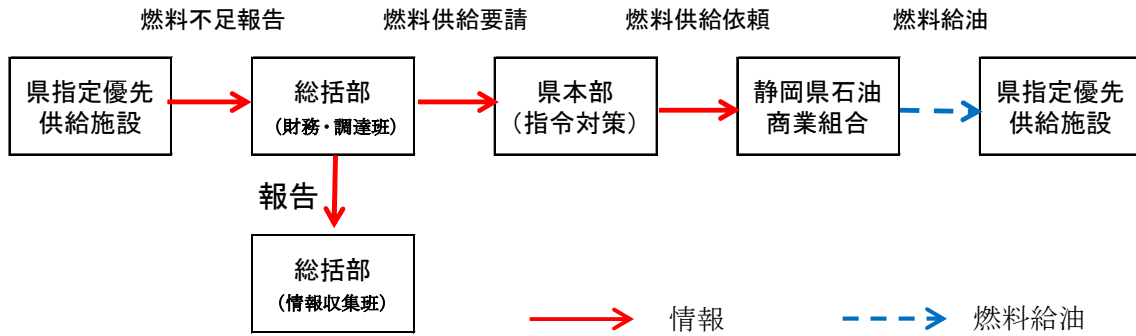 燃料不足報告
燃料供給要請
燃料供給依頼
燃料給油
県指定優先
供給施設
総括部
(財務・調達班)
県本部
(指令対策)
静岡県石油
商業組合
県指定優先
供給施設
報告
総括部
(情報収集班)
情報
燃料給油